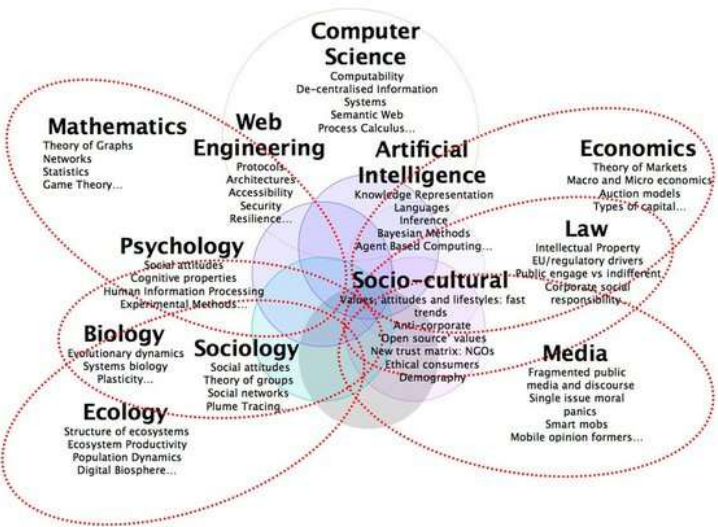 Computer
Science
Computability
De-centralised Information
Systems
Semantic Web
Process Calculus...
Mathematics
Theory of Graphs
Networks
Statistics
Game Theory...
Web
Engineering
Protocols
Architectures
Accessibility
Security
Resilience...
Artificial
Intelligence
Knowledge Representation
Languages
Inference
Bayesian Methods
Agent Based Computing...
Economics
Theory of Markets
Macro and Micro economics
Auction models
Types of capital...
Law
Intellectual Property
EU/regulatory drivers
Public engage vs indifferent
Corporate social
responsibility...
Psychology
Social attitudes
Cognitive properties
Human Information Processing
Experimental Methods...
Socio-cultural
Values, attitudes and lifestyles: fast
trends
Anti-corporate
'Open source' values
New trust matrix: NGOs
Ethical consumers
Demography
Biology
Evolutionary dynamics
Systems biology
Plasticity...
Sociology
Social attitudes
Theory of groups
Social networks
Plume Tracing...
Media
Fragmented public
media and discourse
Single issue moral
panics
Smart mobs
Mobile opinion formers...
Ecology
Structure of ecosystems
Ecosystem Productivity
Population Dynamics
Digital Biosphere...